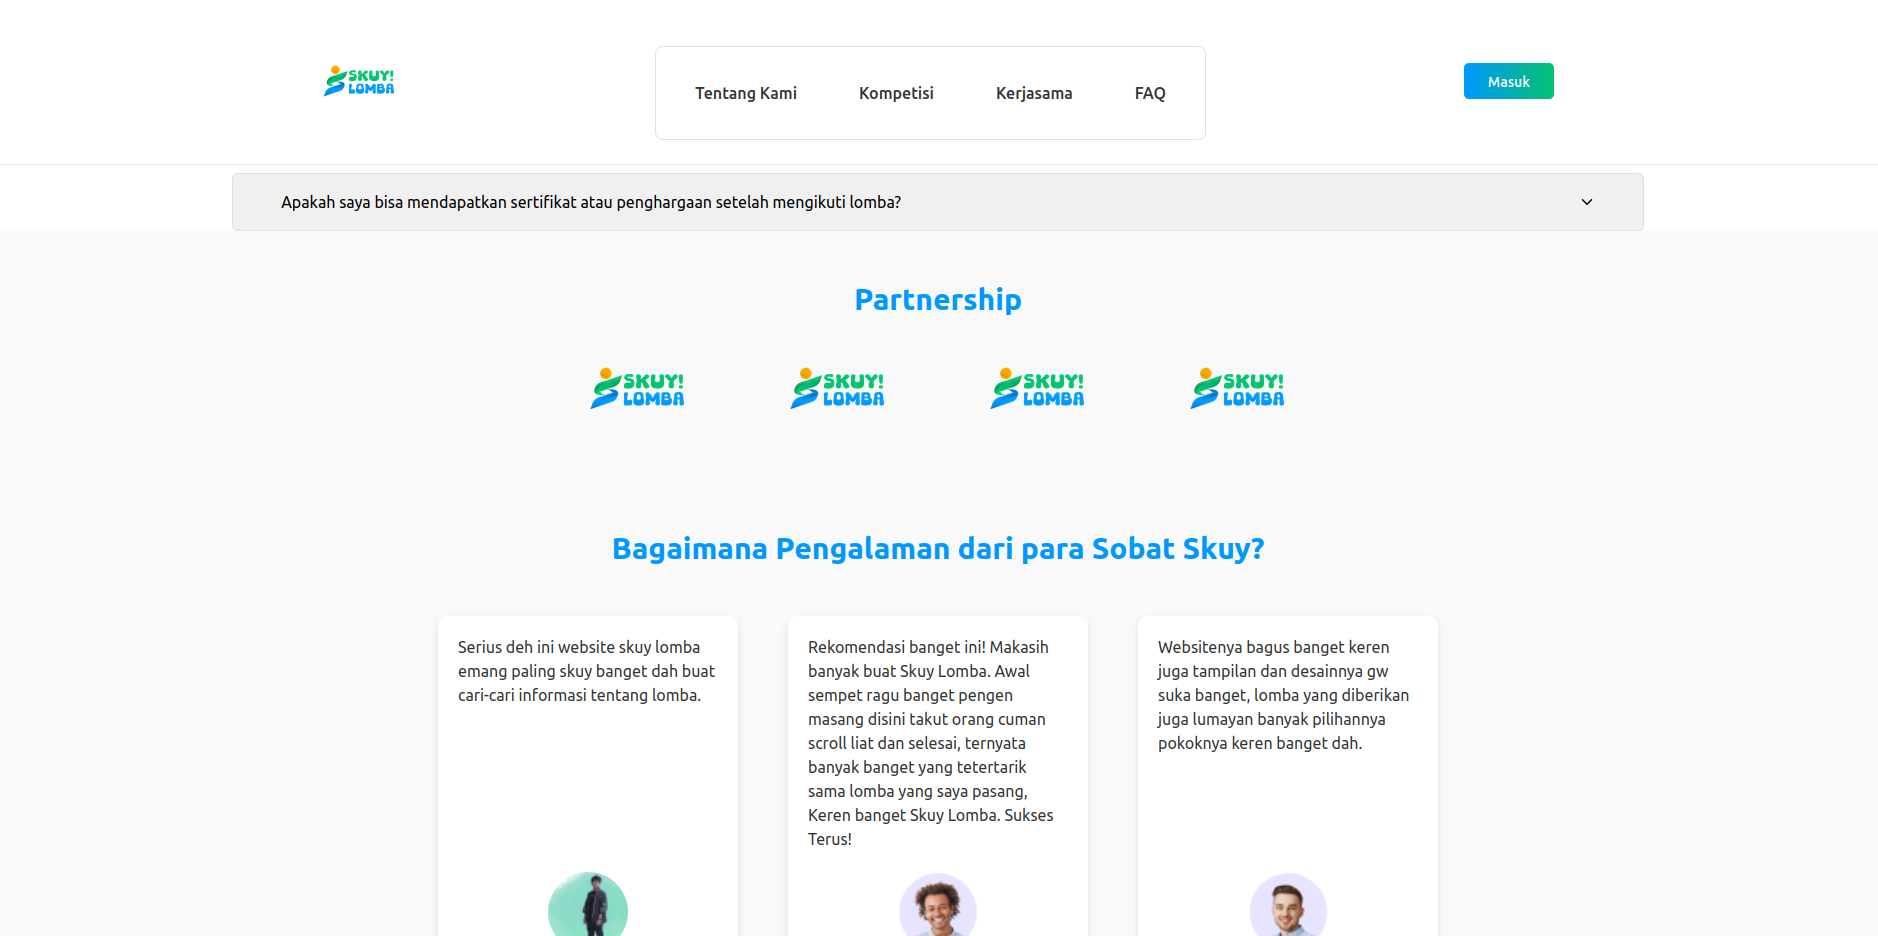 SKUY!
LOMBA
Tentang Kami
Kompetisi
Kerjasama
FAQ
Masuk
Apakah saya bisa mendapatkan sertifikat atau penghargaan setelah mengikuti lomba?
Partnership
SKUY!
LOMBA
SKUY!
LOMBA
SKUY!
LOMBA
SKUY!
LOMBA
Bagaimana Pengalaman dari para Sobat Skuy?
Serius deh ini website skuy lomba
emang paling skuy banget dah buat
cari-cari informasi tentang lomba.
Rekomendasi banget ini! Makasih
banyak buat Skuy Lomba. Awal
sempet ragu banget pengen
masang disini takut orang cuman
scroll liat dan selesai, ternyata
banyak banget yang tetertarik
sama lomba yang saya pasang,
Keren banget Skuy Lomba. Sukses
Terus!
Websitenya bagus banget keren
juga tampilan dan desainnya gw
suka banget, lomba yang diberikan
juga lumayan banyak pilihannya
pokoknya keren banget dah.